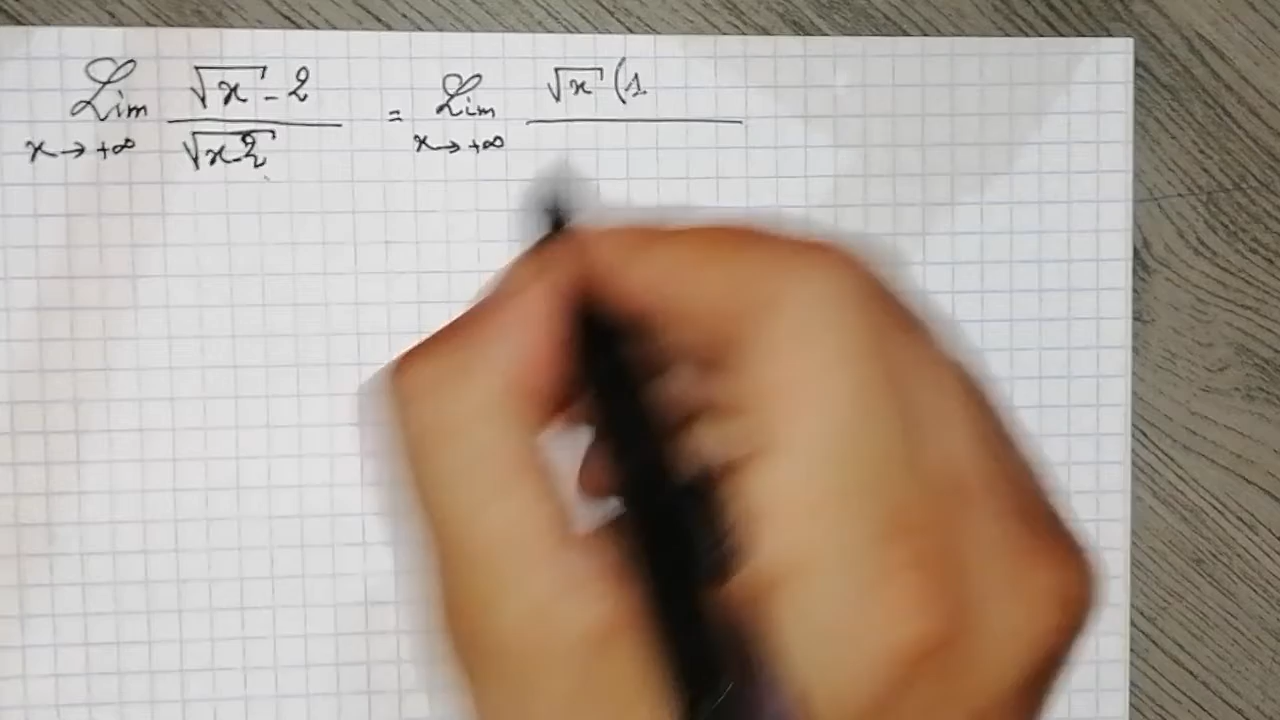 Lim x→+∞ (√x - 2)/(√(x-2)) = Lim x→+∞ √x (1